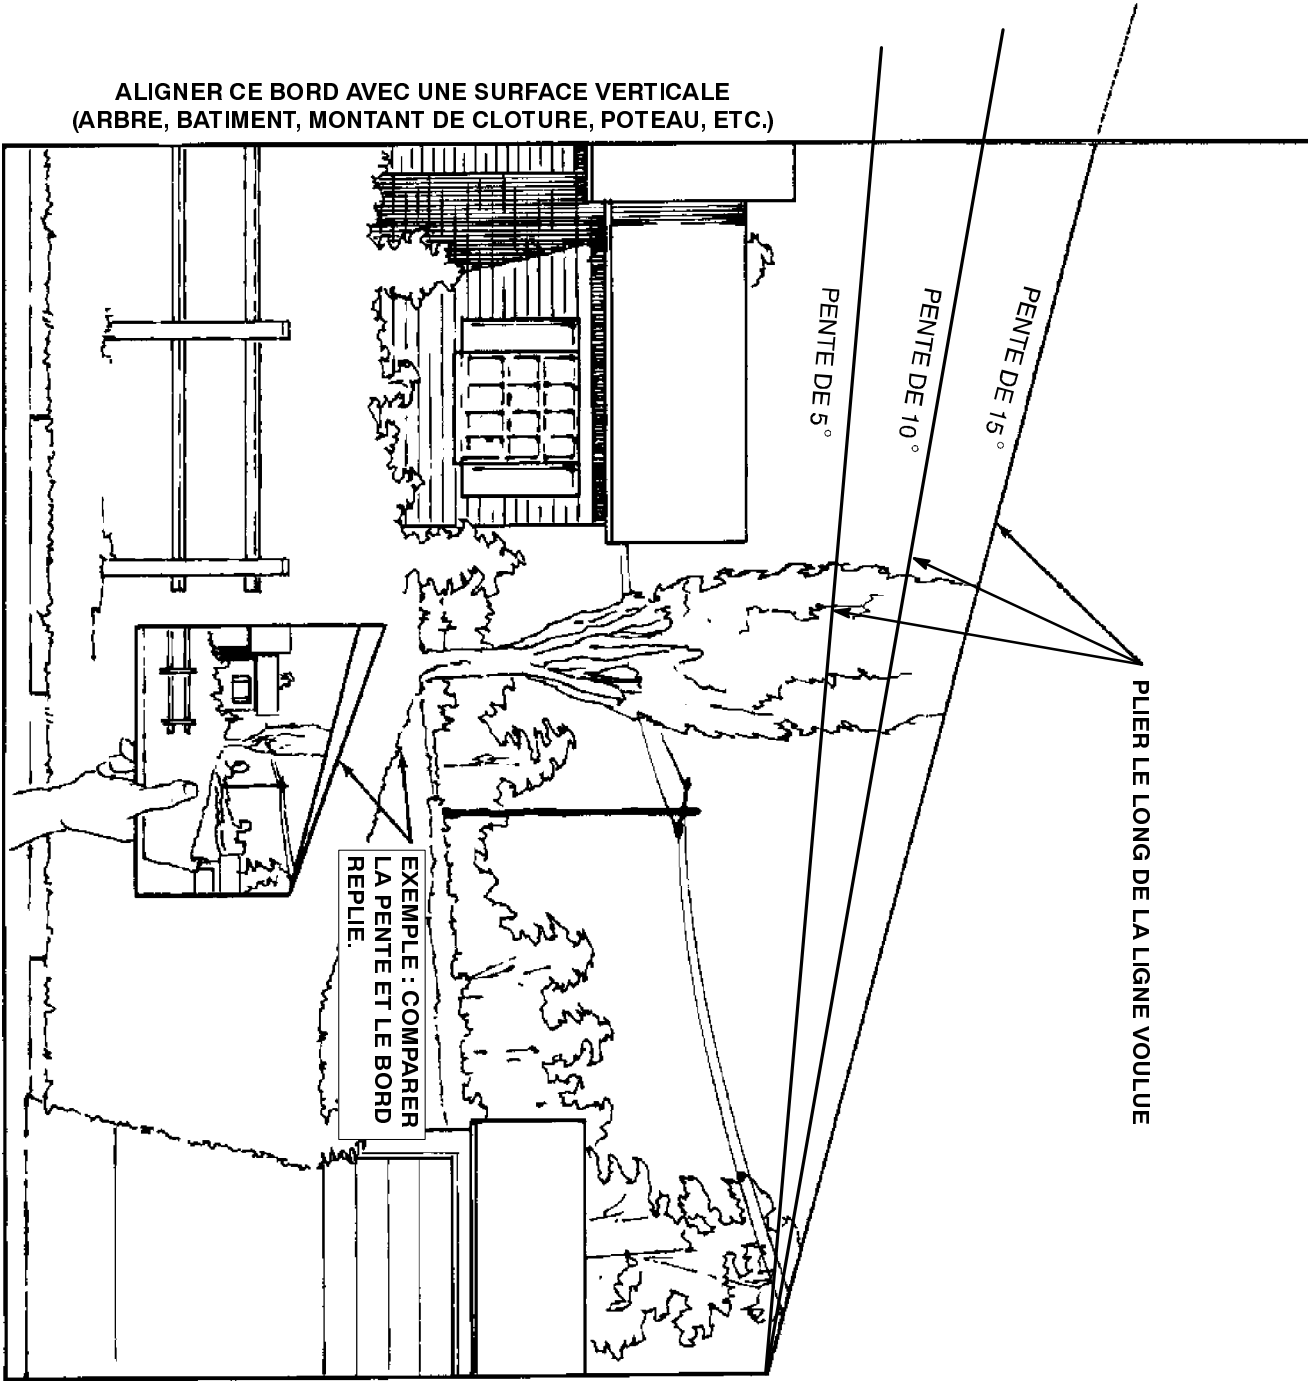 ALIGNER CE BORD AVEC UNE SURFACE VERTICALE
(ARBRE, BATIMENT, MONTANT DE CLOTURE, POTEAU, ETC.)
PENTE DE 5°
PENTE DE 10°
PENTE DE 15°
PLIER LE LONG DE LA LIGNE VOULUE
EXEMPLE : COMPARER
LA PENTE ET LE BORD
REPLIE.